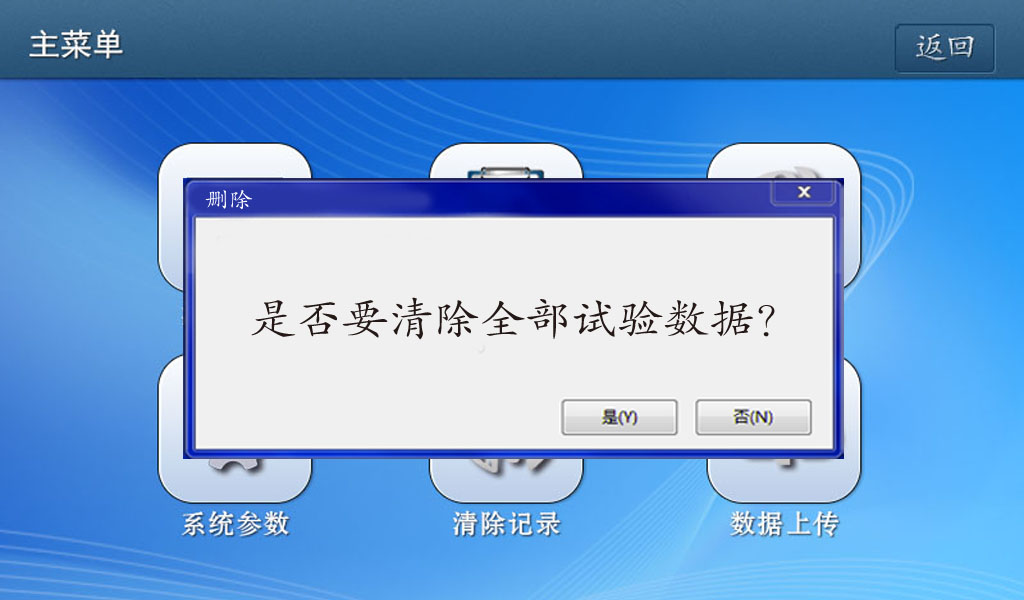 主菜单
返回
删除
是否要清除全部试验数据?
是(Y)
否(N)
系统参数
清除记录
数据上传